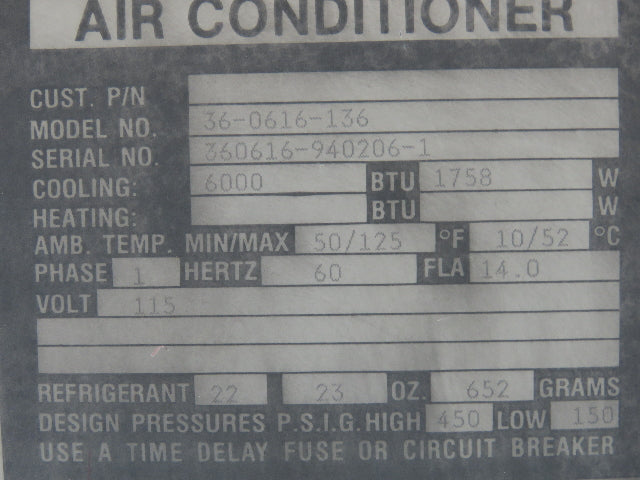 AIR CONDITIONER
CUST. P/N
MODEL NO. 36-0616-136
SERIAL NO. 360616-940206-1
COOLING: 6000 BTU 1758 W
HEATING: BTU W
AMB. TEMP. MIN/MAX 50/125 °F 10/52 °C
PHASE 1 HERTZ 60 FLA 14.0
VOLT 115
REFRIGERANT 22 23 OZ. 652 GRAMS
DESIGN PRESSURES P.S.I.G. HIGH 450 LOW 150
USE A TIME DELAY FUSE OR CIRCUIT BREAKER